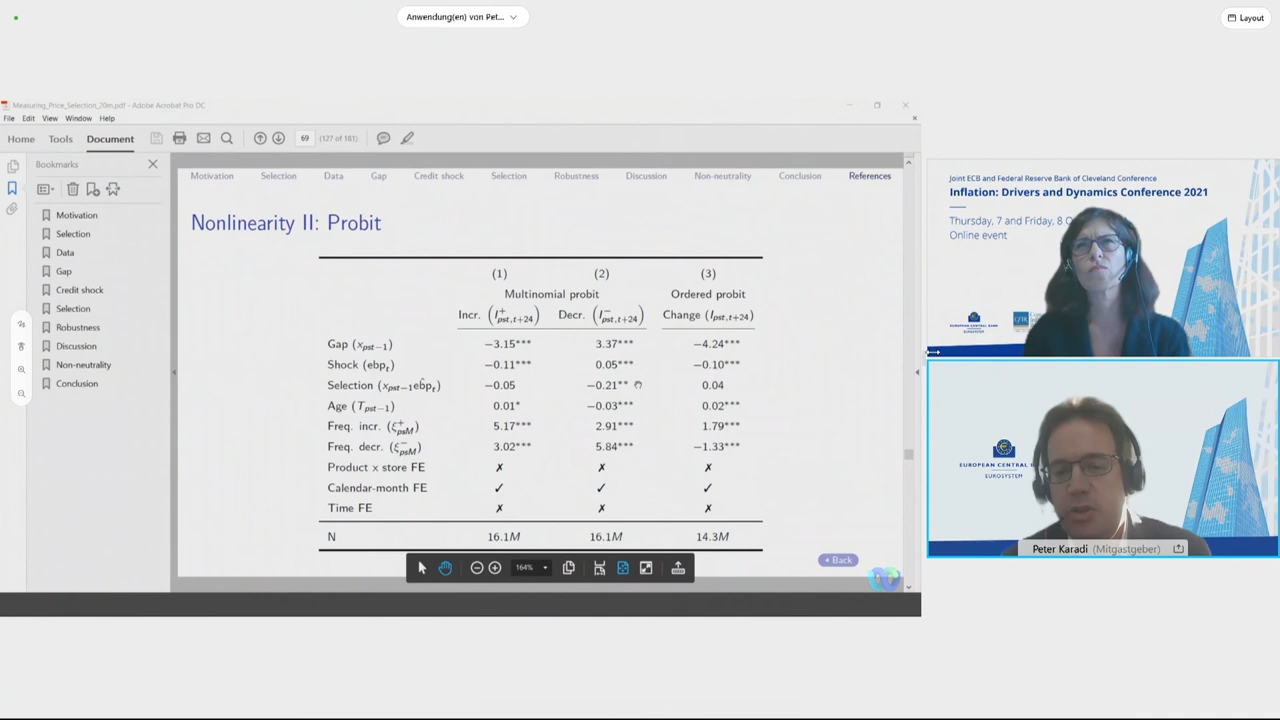 Anwendung(en) von Pet...
Layout
Measuring_Price_Selection_20m.pdf - Adobe Acrobat Pro DC
File Edit View Window Help
Home Tools Document 69 (127 of 181)
Bookmarks
Motivation
Selection
Data
Gap
Credit shock
Selection
Robustness
Discussion
Non-neutrality
Conclusion
Motivation Selection Data Gap Credit shock Selection Robustness Discussion Non-neutrality Conclusion References
Nonlinearity II: Probit
(1) (2) (3)
Multinomial probit Ordered probit
Incr. (I⁺pst,t+24) Decr. (I⁻pst,t+24) Change (Ipst,t+24)
Gap (xpst−1) −3.15*** 3.37*** −4.24***
Shock (ebpt) −0.11*** 0.05*** −0.10***
Selection (xpst−1eb̂pt) −0.05 −0.21** 0.04
Age (Tpst−1) 0.01* −0.03*** 0.02***
Freq. incr. (ξ⁺psM) 5.17*** 2.91*** 1.79***
Freq. decr. (ξ⁻psM) 3.02*** 5.84*** −1.33***
Product x store FE ✗ ✗ ✗
Calendar-month FE ✓ ✓ ✓
Time FE ✗ ✗ ✗
N 16.1M 16.1M 14.3M
Back
164%
Joint ECB and Federal Reserve Bank of Cleveland Conference
Inflation: Drivers and Dynamics Conference 2021
Thursday, 7 and Friday, 8 O
Online event
EUROPEAN CENTRAL BANK
EUROSYSTEM
EUROPEAN CENTRAL B
EUROSYSTEM
Peter Karadi (Mitgastgeber)